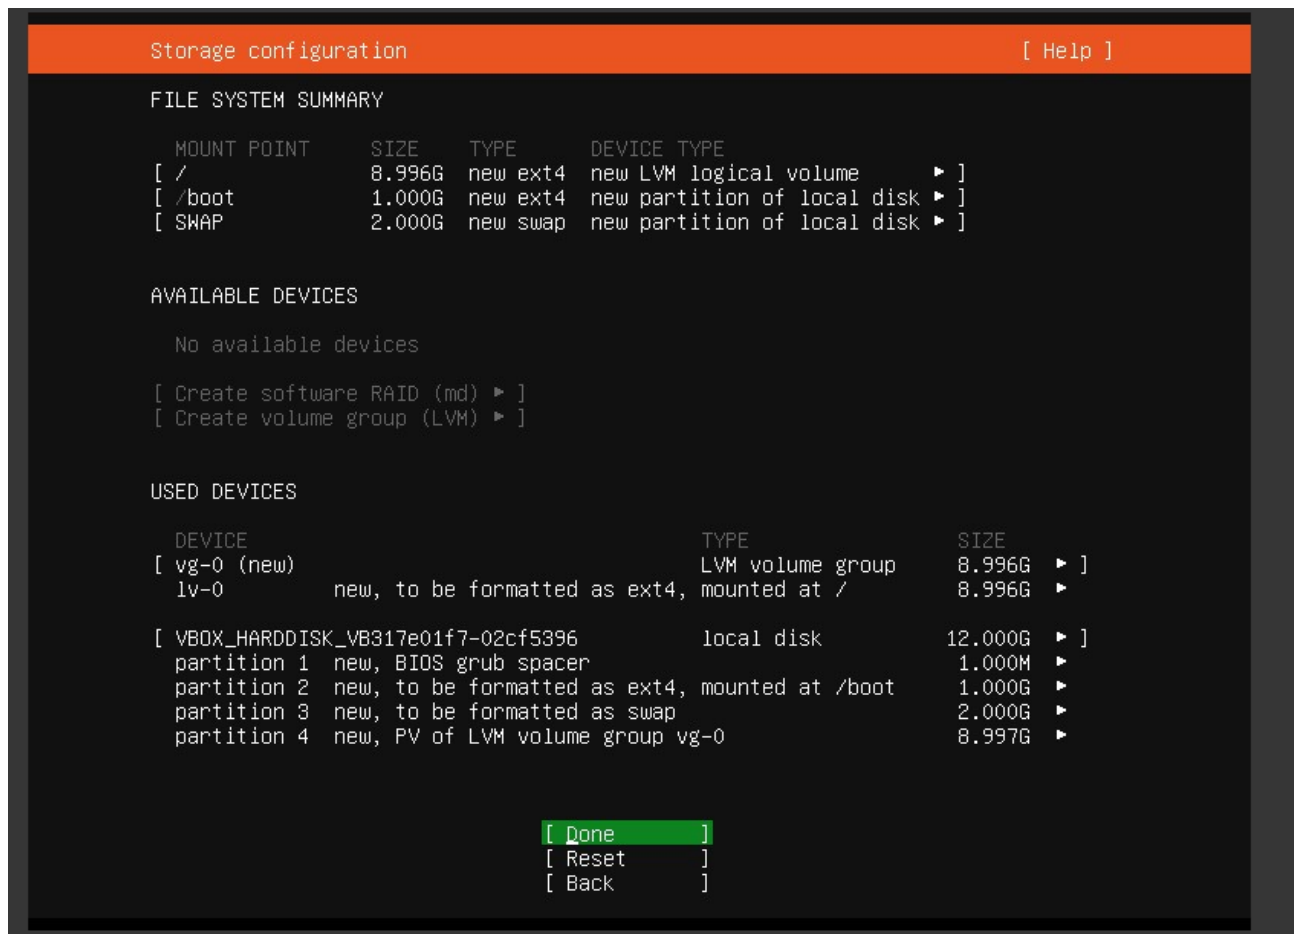 Storage configuration [ Help ]
FILE SYSTEM SUMMARY
MOUNT POINT SIZE TYPE DEVICE TYPE
[ / 8.996G new ext4 new LVM logical volume ▸ ]
[ /boot 1.000G new ext4 new partition of local disk ▸ ]
[ SWAP 2.000G new swap new partition of local disk ▸ ]
AVAILABLE DEVICES
No available devices
[ Create software RAID (md) ▸ ]
[ Create volume group (LVM) ▸ ]
USED DEVICES
DEVICE TYPE SIZE
[ vg-0 (new) LVM volume group 8.996G ▸ ]
lv-0 new, to be formatted as ext4, mounted at / 8.996G ▸
[ VBOX_HARDDISK_VB317e01f7-02cf5396 local disk 12.000G ▸ ]
partition 1 new, BIOS grub spacer 1.000M ▸
partition 2 new, to be formatted as ext4, mounted at /boot 1.000G ▸
partition 3 new, to be formatted as swap 2.000G ▸
partition 4 new, PV of LVM volume group vg-0 8.997G ▸
[ Done ]
[ Reset ]
[ Back ]